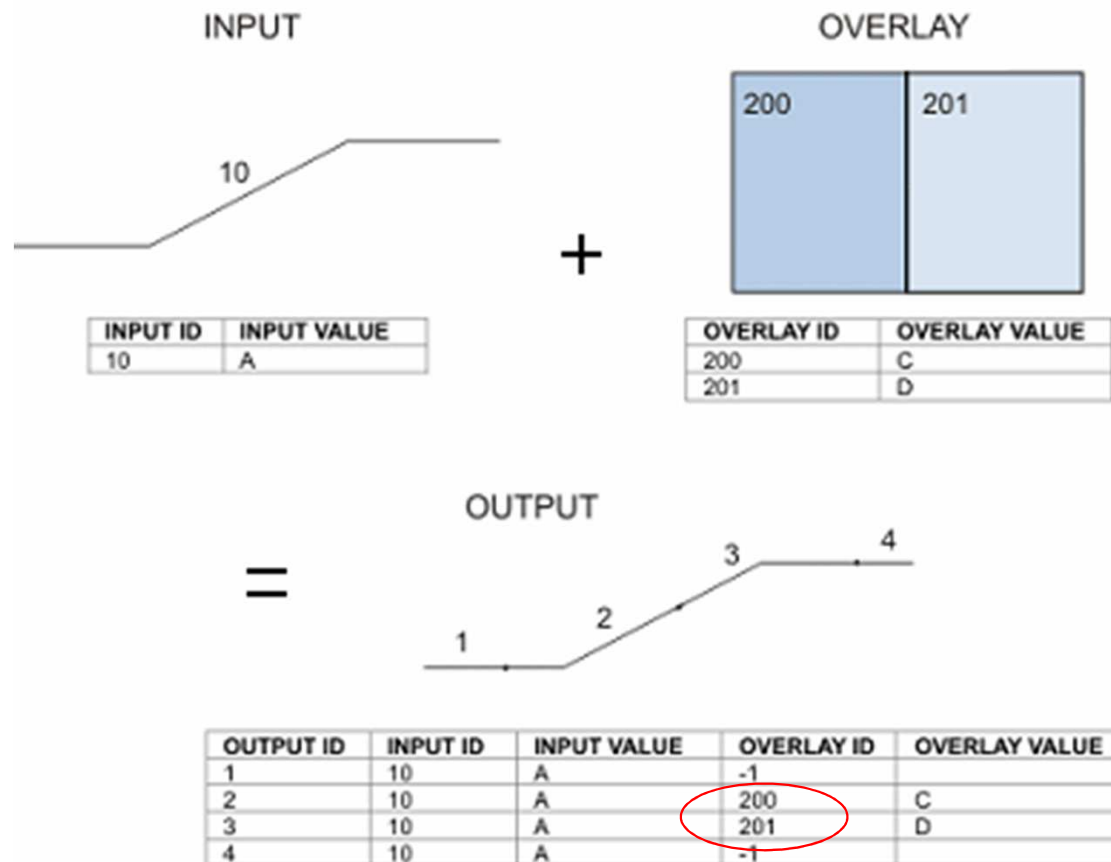 INPUT OVERLAY
200 201
10
+
INPUT ID INPUT VALUE
10 A
OVERLAY ID OVERLAY VALUE
200 C
201 D
OUTPUT
=
4
3
2
1
OUTPUT ID INPUT ID INPUT VALUE OVERLAY ID OVERLAY VALUE
1 10 A -1
2 10 A 200 C
3 10 A 201 D
4 10 A -1